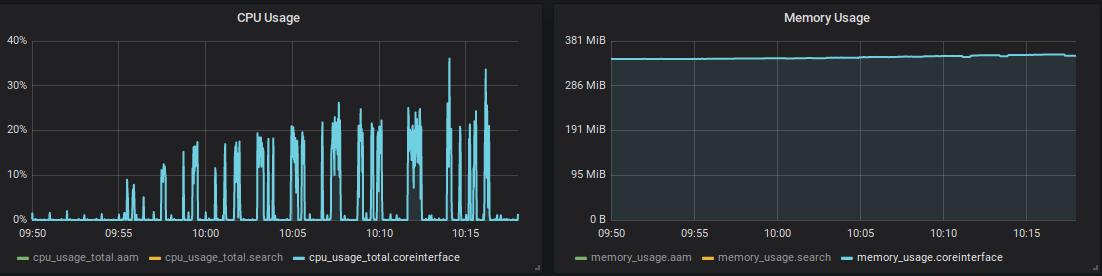 CPU Usage
40%
30%
20%
10%
0%
09:50 09:55 10:00 10:05 10:10 10:15
cpu_usage_total.aam cpu_usage_total.search cpu_usage_total.coreinterface
Memory Usage
381 MiB
286 MiB
191 MiB
95 MiB
0 B
09:50 09:55 10:00 10:05 10:10 10:15
memory_usage.aam memory_usage.search memory_usage.coreinterface